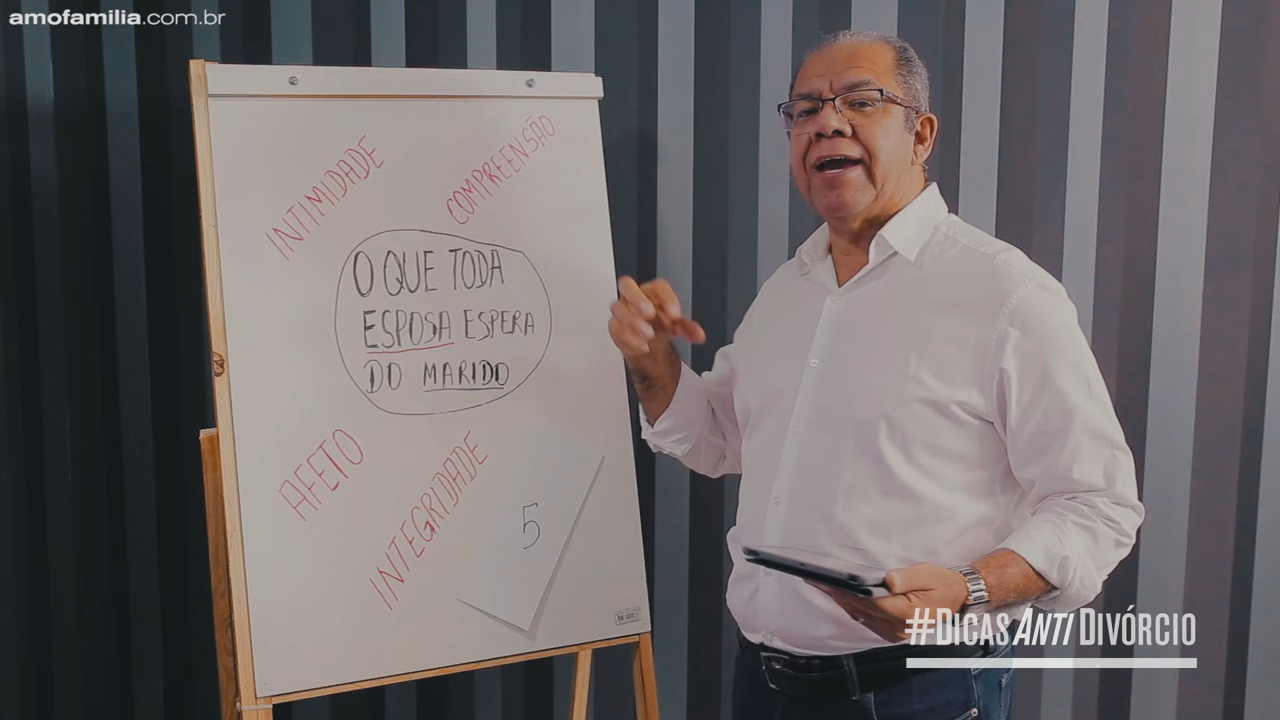 amofamilia.com.br
INTIMIDADE
COMPREENSÃO
O QUE TODA
ESPOSA ESPERA
DO MARIDO
AFETO
INTEGRIDADE
5
#DICAS ANTI DIVÓRCIO